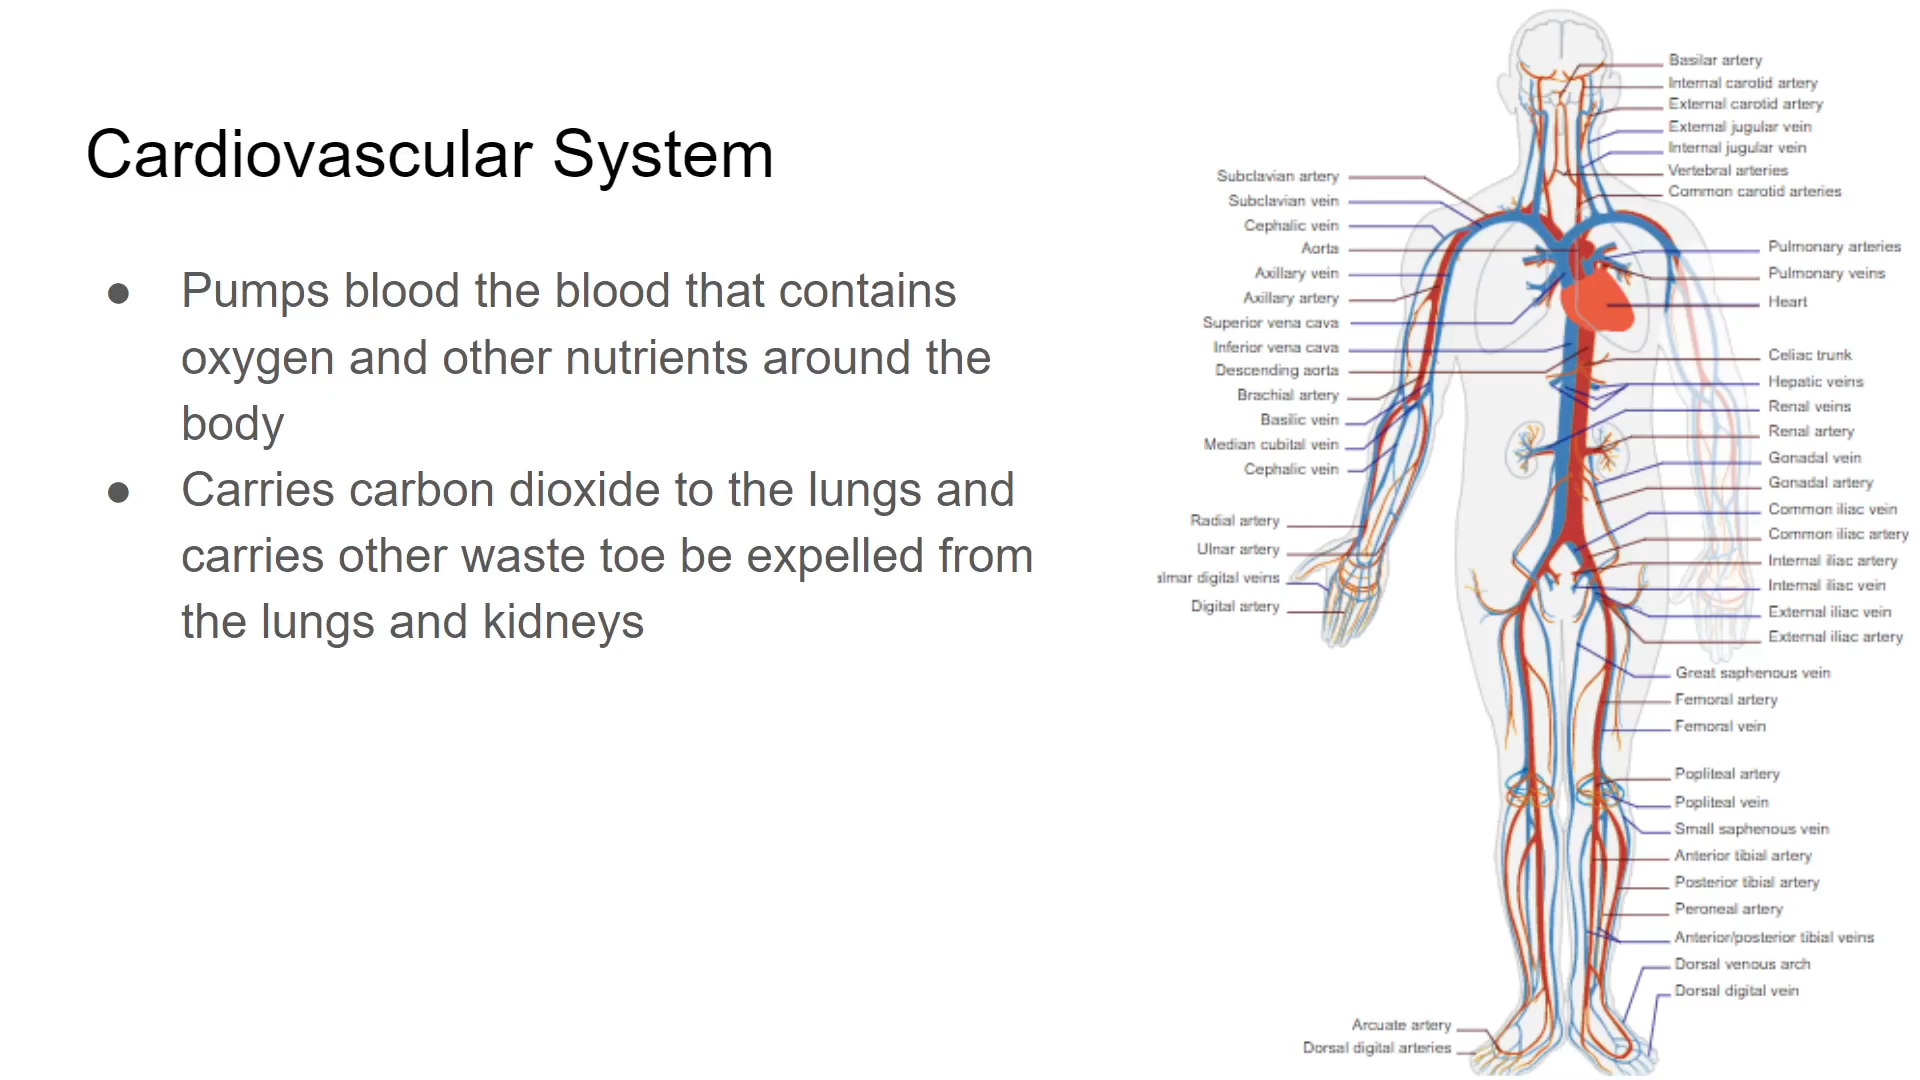 Cardiovascular System
● Pumps blood the blood that contains
oxygen and other nutrients around the
body
● Carries carbon dioxide to the lungs and
carries other waste toe be expelled from
the lungs and kidneys
Basilar artery
Internal carotid artery
External carotid artery
External jugular vein
Internal jugular vein
Vertebral arteries
Common carotid arteries
Subclavian artery
Subclavian vein
Cephalic vein
Aorta
Axillary vein
Axillary artery
Superior vena cava
Inferior vena cava
Descending aorta
Brachial artery
Basilic vein
Median cubital vein
Cephalic vein
Radial artery
Ulnar artery
almar digital veins
Digital artery
Pulmonary arteries
Pulmonary veins
Heart
Celiac trunk
Hepatic veins
Renal veins
Renal artery
Gonadal vein
Gonadal artery
Common iliac vein
Common iliac artery
Internal iliac artery
Internal iliac vein
External iliac vein
External iliac artery
Great saphenous vein
Femoral artery
Femoral vein
Popliteal artery
Popliteal vein
Small saphenous vein
Anterior tibial artery
Posterior tibial artery
Peroneal artery
Anterior/posterior tibial veins
Dorsal venous arch
Dorsal digital vein
Arcuate artery
Dorsal digital arteries